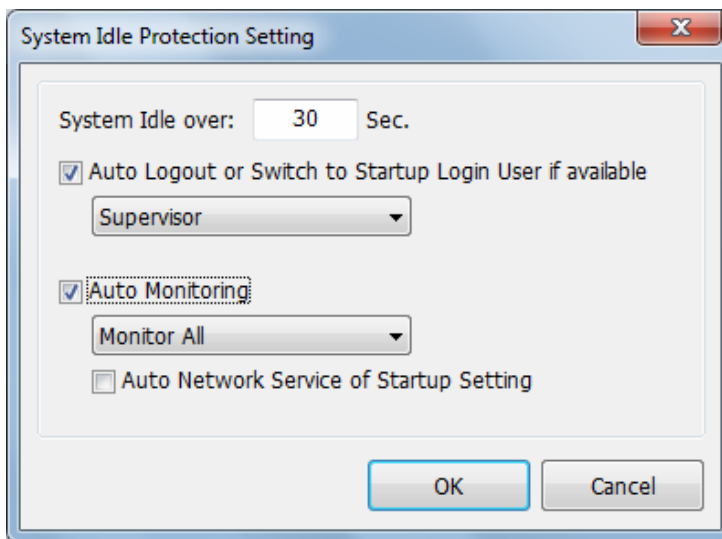 System Idle Protection Setting
System Idle over: 30 Sec.
Auto Logout or Switch to Startup Login User if available
Supervisor
Auto Monitoring
Monitor All
Auto Network Service of Startup Setting
OK Cancel